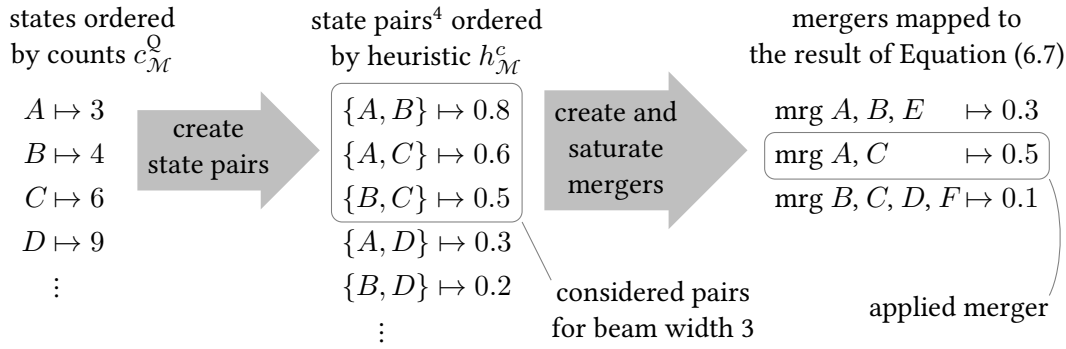 states ordered
by counts c_ℳ^Q
A ↦ 3
B ↦ 4
C ↦ 6
D ↦ 9
⋮
create
state pairs
state pairs⁴ ordered
by heuristic h_ℳ^c
{A, B} ↦ 0.8
{A, C} ↦ 0.6
{B, C} ↦ 0.5
{A, D} ↦ 0.3
{B, D} ↦ 0.2
⋮
considered pairs
for beam width 3
create and
saturate
mergers
mergers mapped to
the result of Equation (6.7)
mrg A, B, E ↦ 0.3
mrg A, C ↦ 0.5
mrg B, C, D, F ↦ 0.1
applied merger